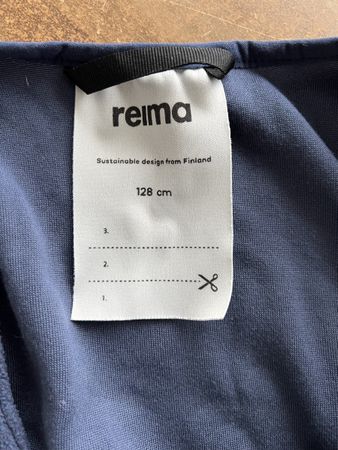 reima
Sustainable design from Finland
128 cm
3.
2.
1.